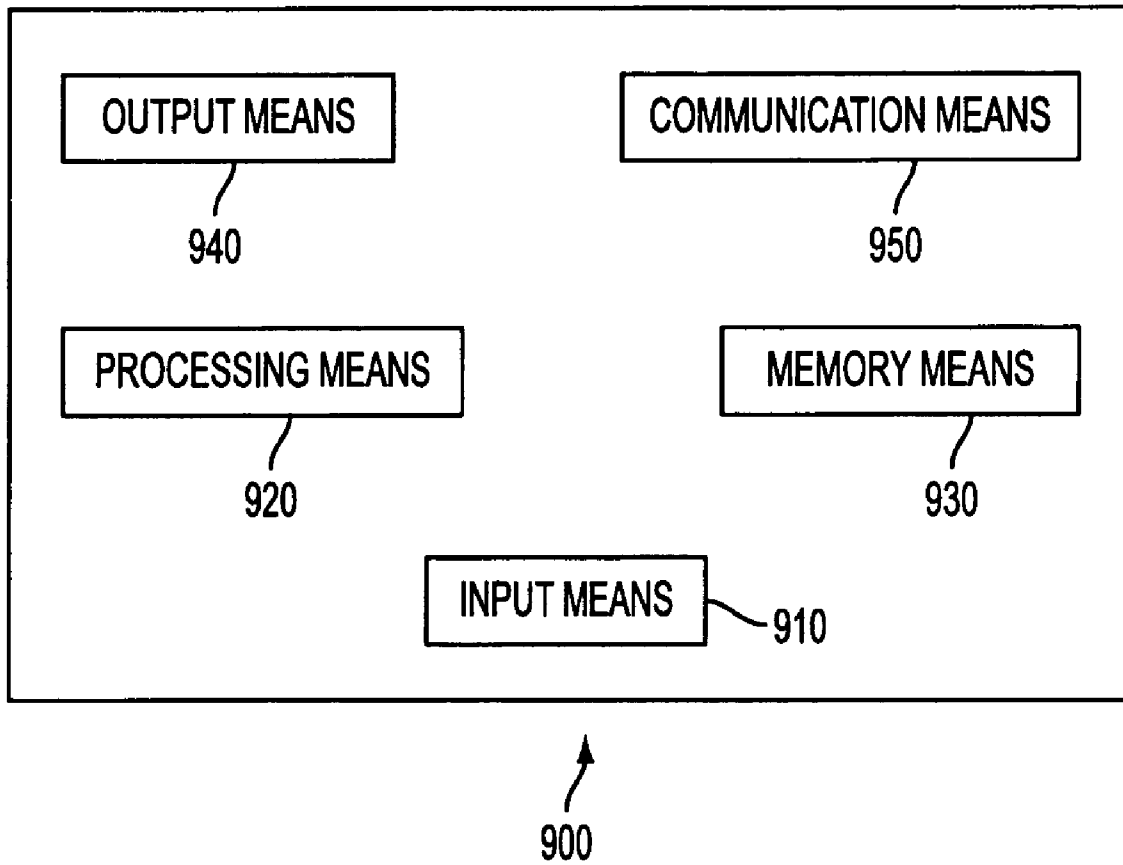 OUTPUT MEANS
COMMUNICATION MEANS
940
950
PROCESSING MEANS
MEMORY MEANS
920
930
INPUT MEANS
910
900